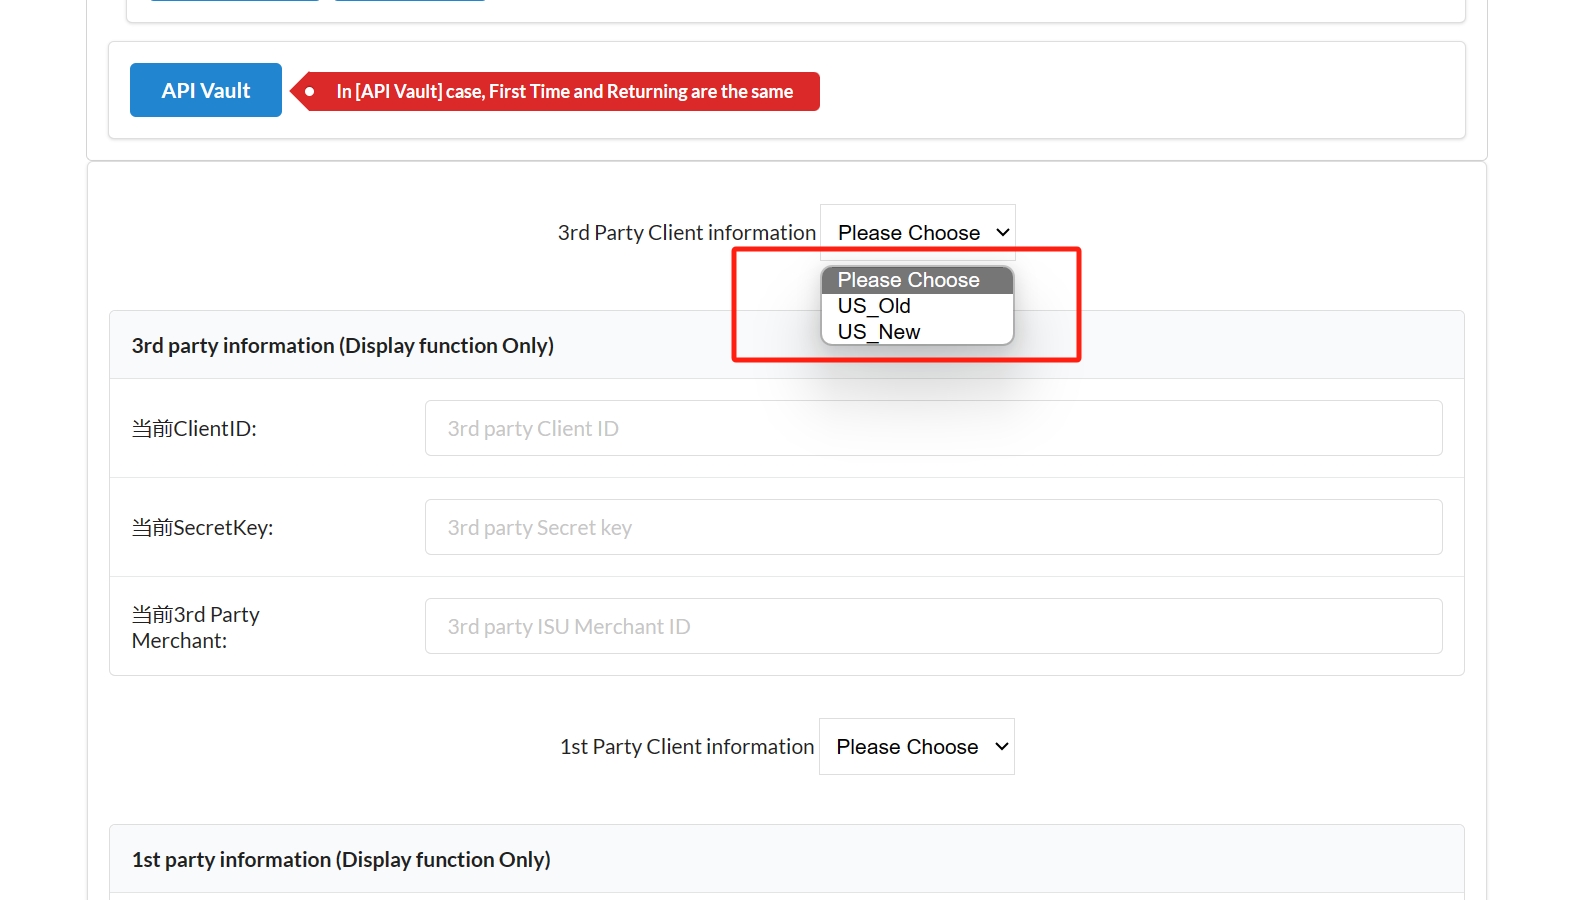 API Vault
In [API Vault] case, First Time and Returning are the same
3rd Party Client information
Please Choose
Please Choose
US_Old
US_New
3rd party information (Display function Only)
当前ClientID:
3rd party Client ID
当前SecretKey:
3rd party Secret key
当前3rd Party
Merchant:
3rd party ISU Merchant ID
1st Party Client information
Please Choose
1st party information (Display function Only)